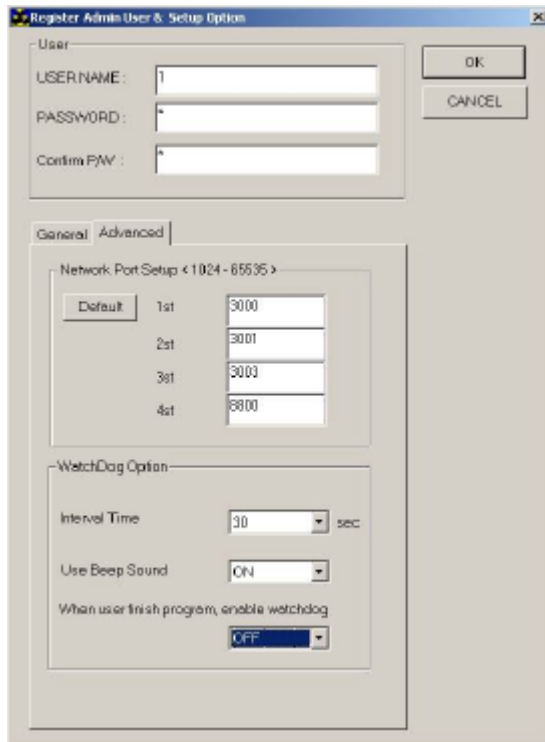 Register Admin User & Setup Option
User
USER NAME : 1
OK
PASSWORD : *
CANCEL
Confirm P/W : *
General Advanced
Network Port Setup < 1024 - 65535 >
Default 1st 3000
2st 3001
3st 3003
4st 8800
WatchDog Option
Interval Time 30 sec
Use Beep Sound ON
When user finish program, enable watchdog
OFF